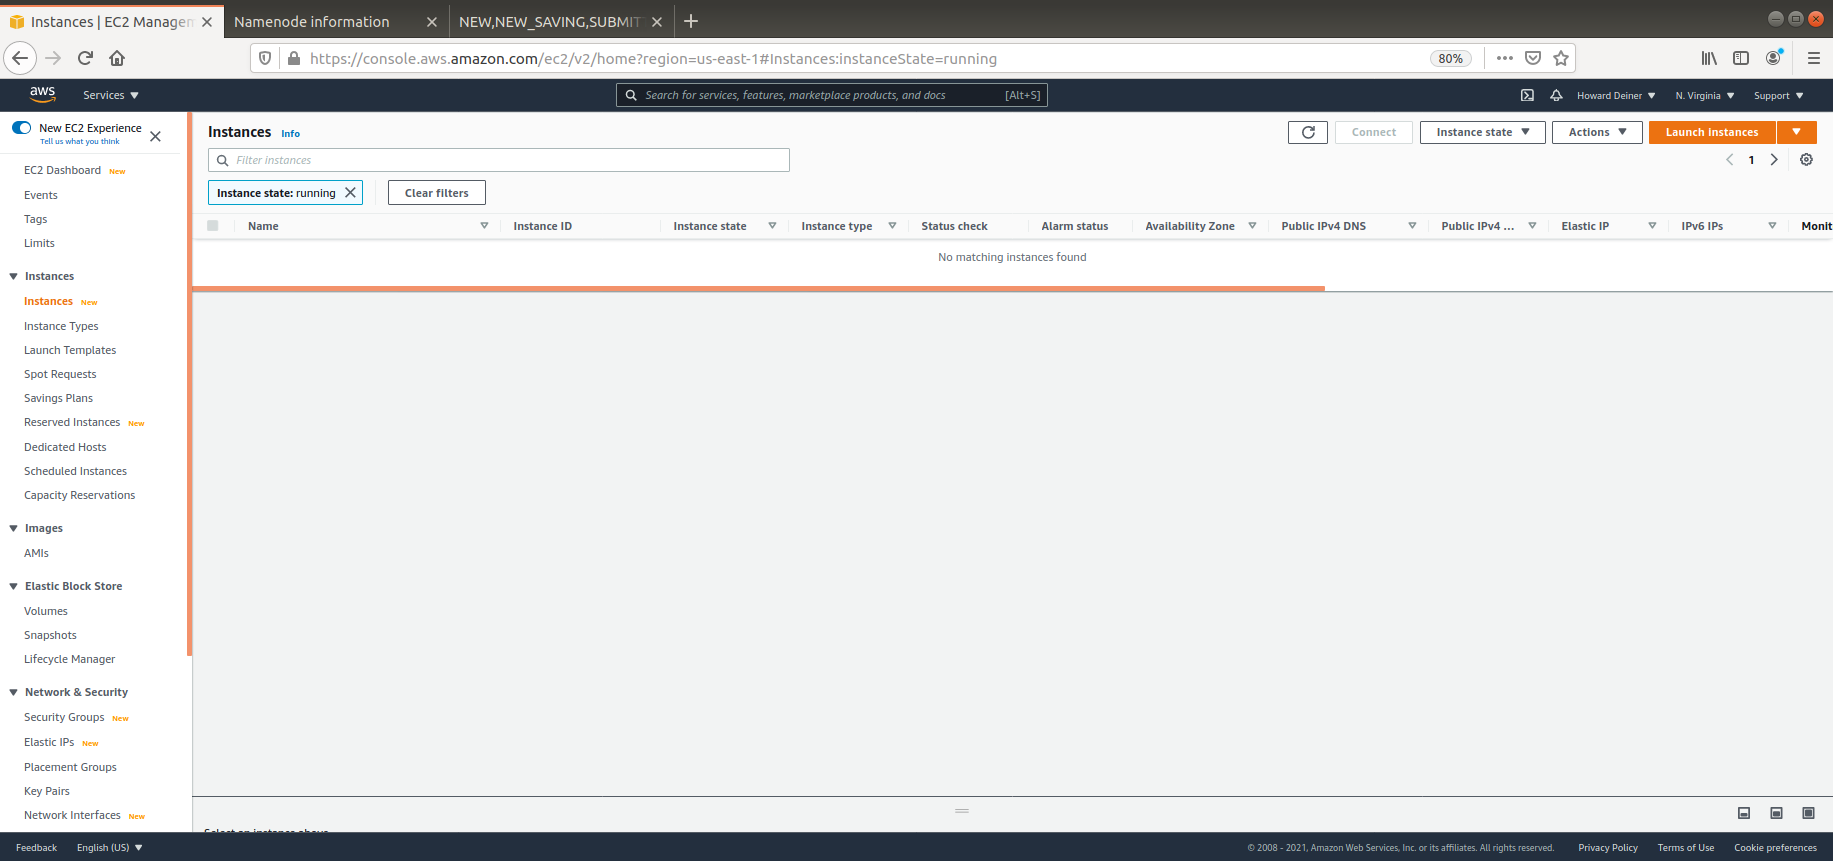 Instances | EC2 Managem
Namenode information
NEW,NEW_SAVING,SUBMIT
https://console.aws.amazon.com/ec2/v2/home?region=us-east-1#Instances:instanceState=running
80%
aws
Services
Search for services, features, marketplace products, and docs
[Alt+S]
Howard Deiner
N. Virginia
Support
New EC2 Experience
Tell us what you think
EC2 Dashboard New
Events
Tags
Limits
Instances
Instances New
Instance Types
Launch Templates
Spot Requests
Savings Plans
Reserved Instances New
Dedicated Hosts
Scheduled Instances
Capacity Reservations
Images
AMIs
Elastic Block Store
Volumes
Snapshots
Lifecycle Manager
Network & Security
Security Groups New
Elastic IPs New
Placement Groups
Key Pairs
Network Interfaces New
Instances Info
Connect
Instance state
Actions
Launch instances
Filter instances
1
Instance state: running
Clear filters
Name
Instance ID
Instance state
Instance type
Status check
Alarm status
Availability Zone
Public IPv4 DNS
Public IPv4 ...
Elastic IP
IPv6 IPs
Monit
No matching instances found
Select an instance above
Feedback
English (US)
© 2008 - 2021, Amazon Web Services, Inc. or its affiliates. All rights reserved.
Privacy Policy
Terms of Use
Cookie preferences